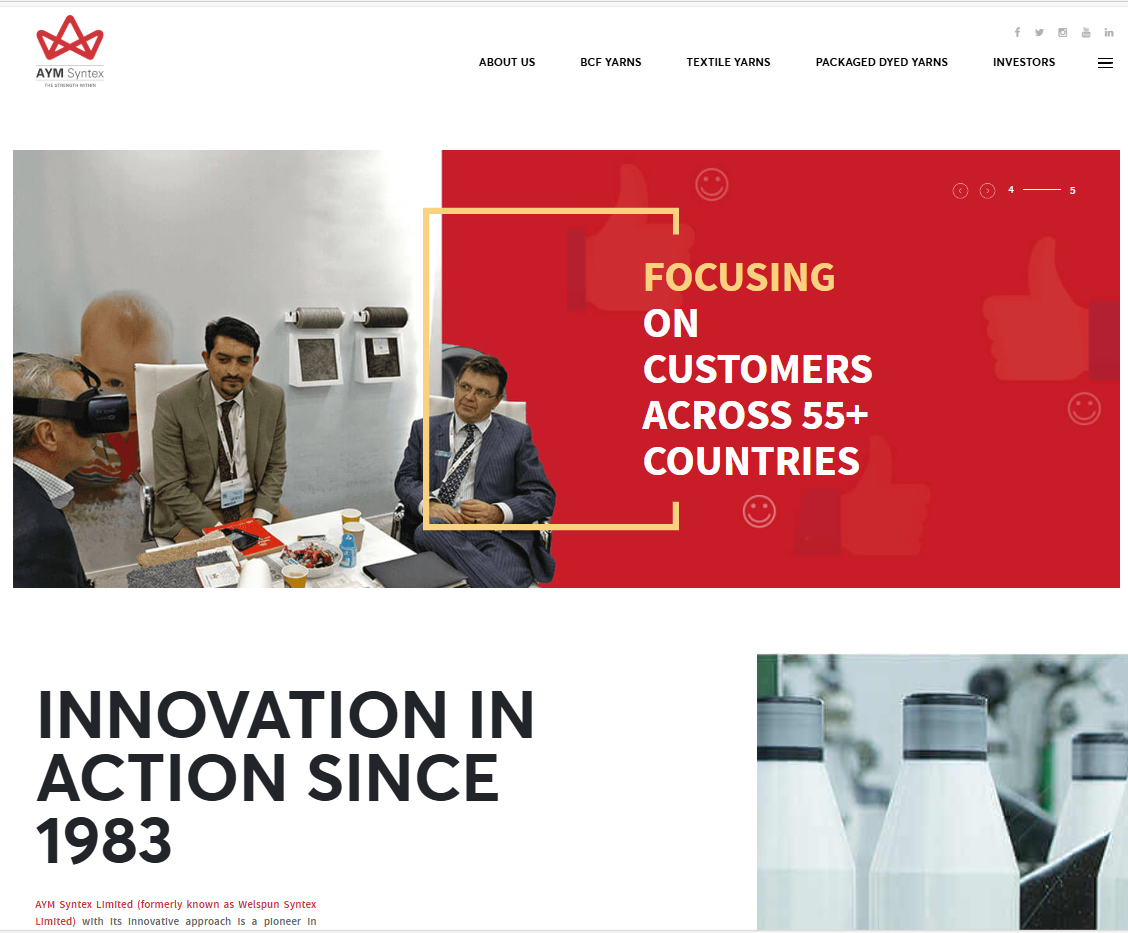 AYM Syntex
THE STRENGTH WITHIN
ABOUT US
BCF YARNS
TEXTILE YARNS
PACKAGED DYED YARNS
INVESTORS
4
5
FOCUSING
ON
CUSTOMERS
ACROSS 55+
COUNTRIES
INNOVATION IN
ACTION SINCE
1983
AYM Syntex Limited (formerly known as Welspun Syntex
Limited) with its innovative approach is a pioneer in